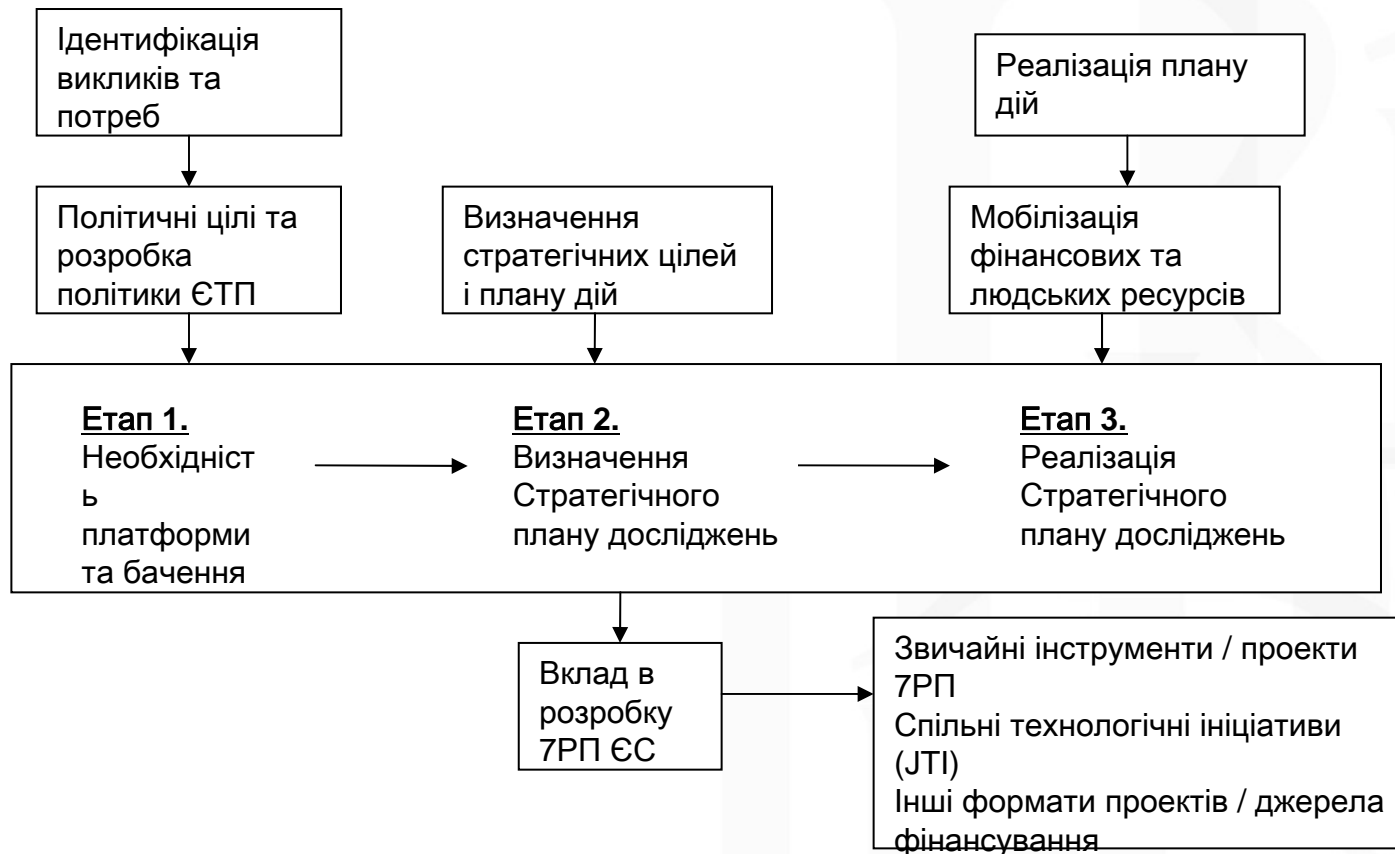 Ідентифікація
викликів та
потреб
Реалізація плану
дій
Політичні цілі та
розробка
політики ЄТП
Визначення
стратегічних цілей
і плану дій
Мобілізація
фінансових та
людських ресурсів
Етап 1.
Необхідніст
ь
платформи
та бачення
Етап 2.
Визначення
Стратегічного
плану досліджень
Етап 3.
Реалізація
Стратегічного
плану досліджень
Вклад в
розробку
7РП ЄС
Звичайні інструменти / проекти
7РП
Спільні технологічні ініціативи
(JTI)
Інші формати проектів / джерела
фінансування